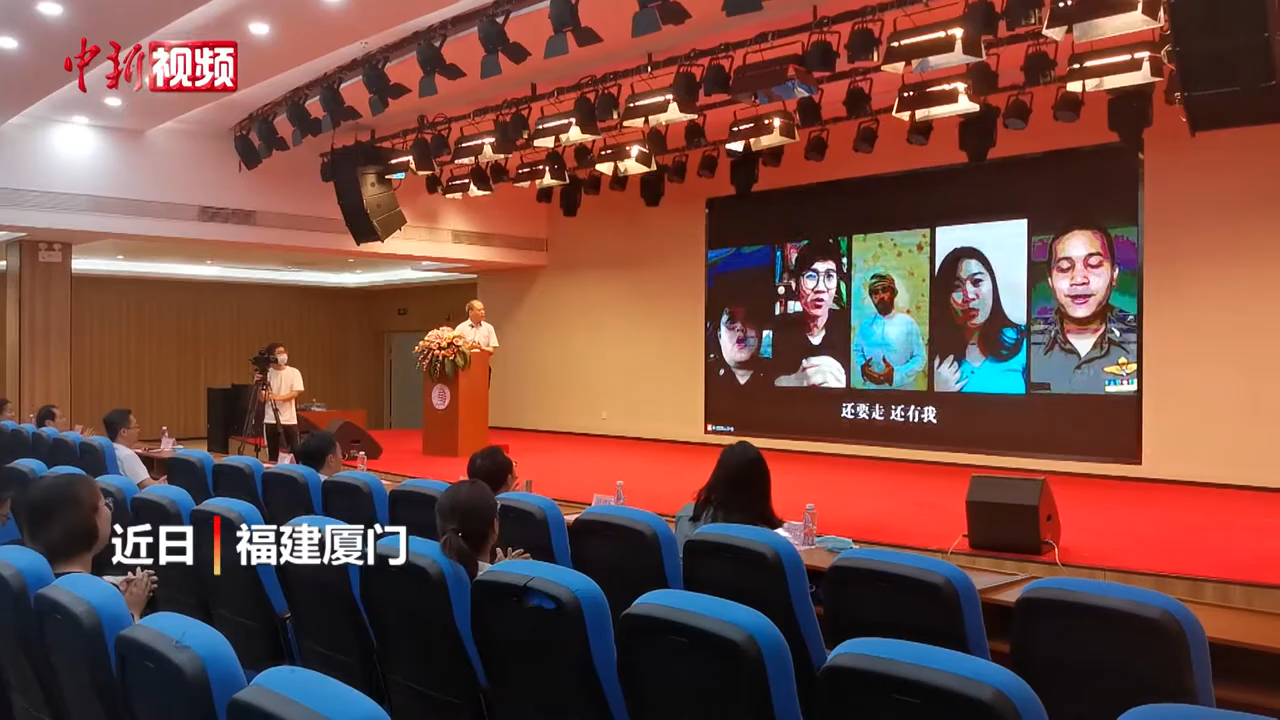 中新视频
还要走 还有我
近日 福建厦门